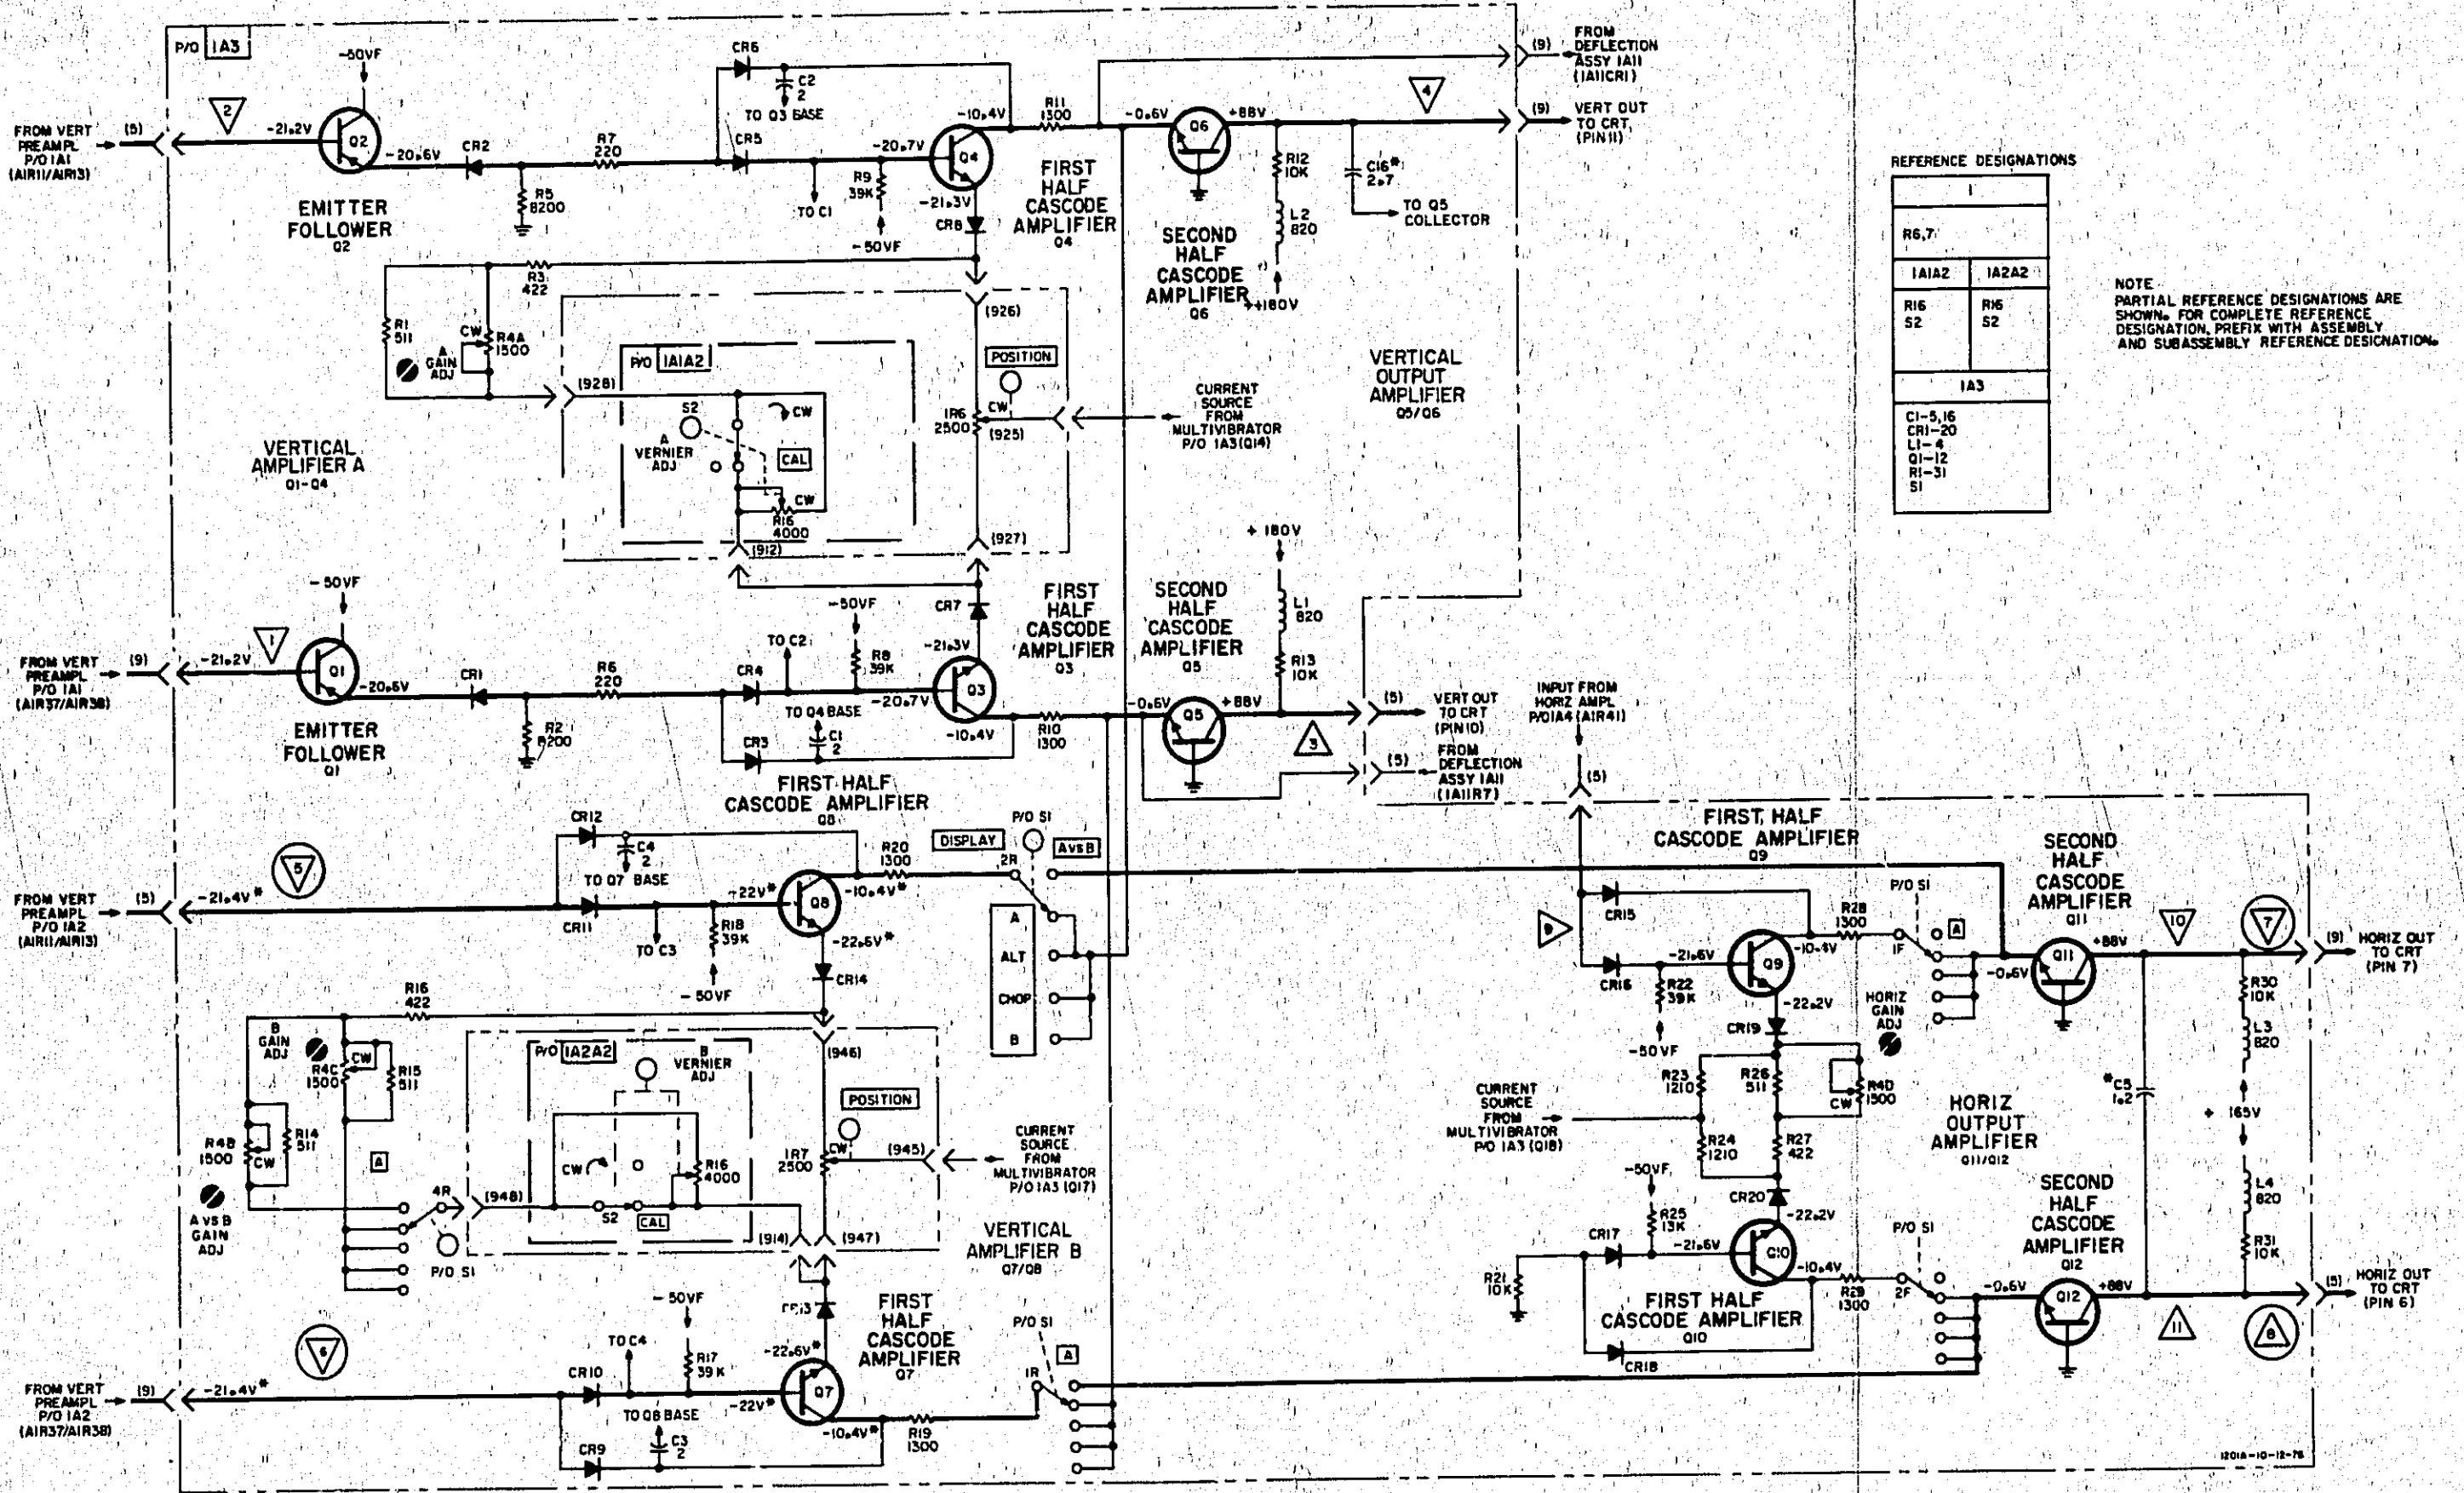 P/O 1A3
-50VF
FROM VERT
PREAMPL
P/O 1A1
(A1R11/A1R13)
(5)
2
-21.2V
Q2
-20.6V
CR2
R5
8200
R7
220
CR6
C2
2
TO Q3 BASE
CR5
TO C1
R9
39K
-50VF
-20.7V
Q4
-10.4V
-21.3V
CR8
R11
1300
EMITTER
FOLLOWER
Q2
FIRST
HALF
CASCODE
AMPLIFIER
Q4
-0.6V
Q6
+88V
R12
10K
L2
820
+180V
C16*
2.7
TO Q5
COLLECTOR
4
SECOND
HALF
CASCODE
AMPLIFIER
Q6
(9)
FROM
DEFLECTION
ASSY 1A11
(1A11CR1)
(9)
VERT OUT
TO CRT
(PIN11)
REFERENCE DESIGNATIONS
1
R6,7
1A1A2
1A2A2
R16
S2
R16
S2
1A3
C1-5,16
CR1-20
L1-4
Q1-12
R1-31
S1
NOTE
PARTIAL REFERENCE DESIGNATIONS ARE
SHOWN. FOR COMPLETE REFERENCE
DESIGNATION, PREFIX WITH ASSEMBLY
AND SUBASSEMBLY REFERENCE DESIGNATION.
R3
422
R1
511
A
GAIN
ADJ
CW
R4A
1500
(928)
P/O 1A1A2
S2
CW
A
VERNIER
ADJ
CAL
CW
R16
4000
(912)
(926)
POSITION
1R6
2500
CW
(925)
(927)
CURRENT
SOURCE
FROM
MULTIVIBRATOR
P/O 1A3(Q14)
VERTICAL
OUTPUT
AMPLIFIER
Q5/Q6
VERTICAL
AMPLIFIER A
Q1-Q4
-50VF
FROM VERT
PREAMPL
P/O 1A1
(A1R37/A1R38)
(9)
-21.2V
1
Q1
-20.6V
CR1
R2
8200
R6
220
CR4
CR3
TO C2
-50VF
R8
39K
TO Q4 BASE
C1
2
-20.7V
-21.3V
CR7
Q3
-10.4V
R10
1300
EMITTER
FOLLOWER
Q1
FIRST
HALF
CASCODE
AMPLIFIER
Q3
SECOND
HALF
CASCODE
AMPLIFIER
Q5
+ 180V
L1
820
R13
10K
-0.6V
Q5
+88V
3
(5)
VERT OUT
TO CRT
(PIN10)
(5)
FROM
DEFLECTION
ASSY 1A11
(1A11R7)
INPUT FROM
HORIZ AMPL
P/O1A4 (A1R41)
(5)
FIRST HALF
CASCODE AMPLIFIER
Q8
FROM VERT
PREAMPL
P/O 1A2
(A1R11/A1R13)
(5)
-21.4V*
5
CR12
C4
2
TO Q7 BASE
CR11
TO C3
R18
39K
- 50VF
-22V*
Q8
-10.4V*
-22.6V*
CR14
R20
1300
DISPLAY
P/O S1
2R
AvsB
A
ALT
CHOP
B
FIRST HALF
CASCODE AMPLIFIER
Q9
9
CR15
CR16
R22
39K
-50VF
-21.6V
Q9
-10.4V
-22.2V
CR19
R28
1300
P/O S1
1F
A
HORIZ
GAIN
ADJ
SECOND
HALF
CASCODE
AMPLIFIER
Q11
-0.6V
Q11
+88V
10
7
(9)
HORIZ OUT
TO CRT
(PIN 7)
R30
10K
L3
820
+ 165V
L4
820
R31
10K
*C5
1.2
HORIZ
OUTPUT
AMPLIFIER
Q11/Q12
R16
422
B
GAIN
ADJ
CW
R4C
1500
R15
511
R4B
1500
CW
R14
511
A VS B
GAIN
ADJ
A
4R
P/O S1
(948)
P/O 1A2A2
B
VERNIER
ADJ
CW
R16
4000
S2
CAL
(914)
(946)
POSITION
1R7
2500
CW
(945)
(947)
CURRENT
SOURCE
FROM
MULTIVIBRATOR
P/O 1A3 (Q17)
VERTICAL
AMPLIFIER B
Q7/Q8
CURRENT
SOURCE
FROM
MULTIVIBRATOR
P/O 1A3 (Q18)
R23
1210
R26
511
R4D
1500
CW
R24
1210
R27
422
-50VF
R25
13K
CR20
-22.2V
CR17
-21.6V
Q10
-10.4V
R21
10K
FIRST HALF
CASCODE AMPLIFIER
Q10
CR18
R29
1300
P/O S1
2F
SECOND
HALF
CASCODE
AMPLIFIER
Q12
-0.6V
Q12
+88V
11
8
(5)
HORIZ OUT
TO CRT
(PIN 6)
FROM VERT
PREAMPL
P/O 1A2
(A1R37/A1R38)
(9)
-21.4V*
6
CR10
TO C4
- 50VF
R17
39K
TO Q8 BASE
CR9
C3
2
CR13
-22.6V*
-22V*
Q7
-10.4V*
FIRST
HALF
CASCODE
AMPLIFIER
Q7
R19
1300
P/O S1
1R
A
1201A-10-12-75